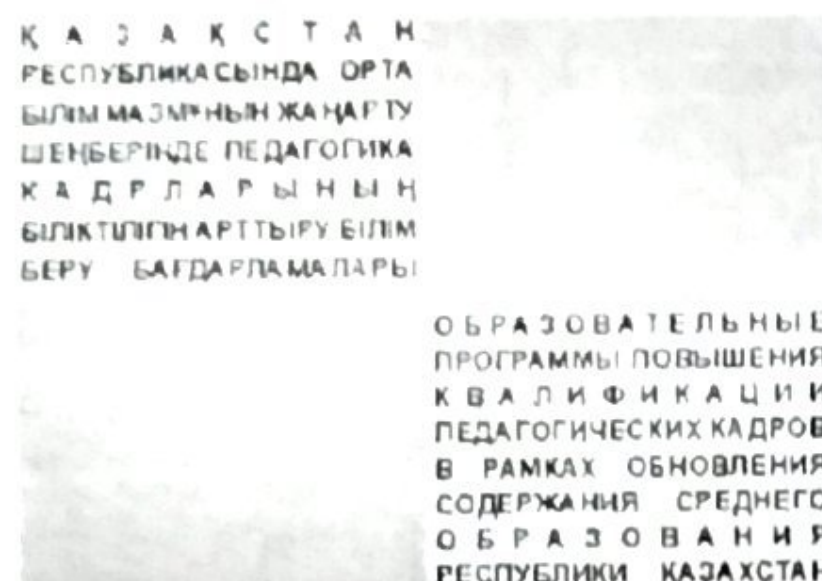 ҚАЗАҚСТАН
РЕСПУБЛИКАСЫНДА ОРТА
БІЛІМ МАЗМҰНЫН ЖАҢАРТУ
ШЕҢБЕРІНДЕ ПЕДАГОГИКА
КАДРЛАРЫНЫҢ
БІЛІКТІЛІГІН АРТТЫРУ БІЛІМ
БЕРУ БАҒДАРЛАМАЛАРЫ
ОБРАЗОВАТЕЛЬНЫЕ
ПРОГРАММЫ ПОВЫШЕНИЯ
КВАЛИФИКАЦИИ
ПЕДАГОГИЧЕСКИХ КАДРОВ
В РАМКАХ ОБНОВЛЕНИЯ
СОДЕРЖАНИЯ СРЕДНЕГО
ОБРАЗОВАНИЯ
РЕСПУБЛИКИ КАЗАХСТАН